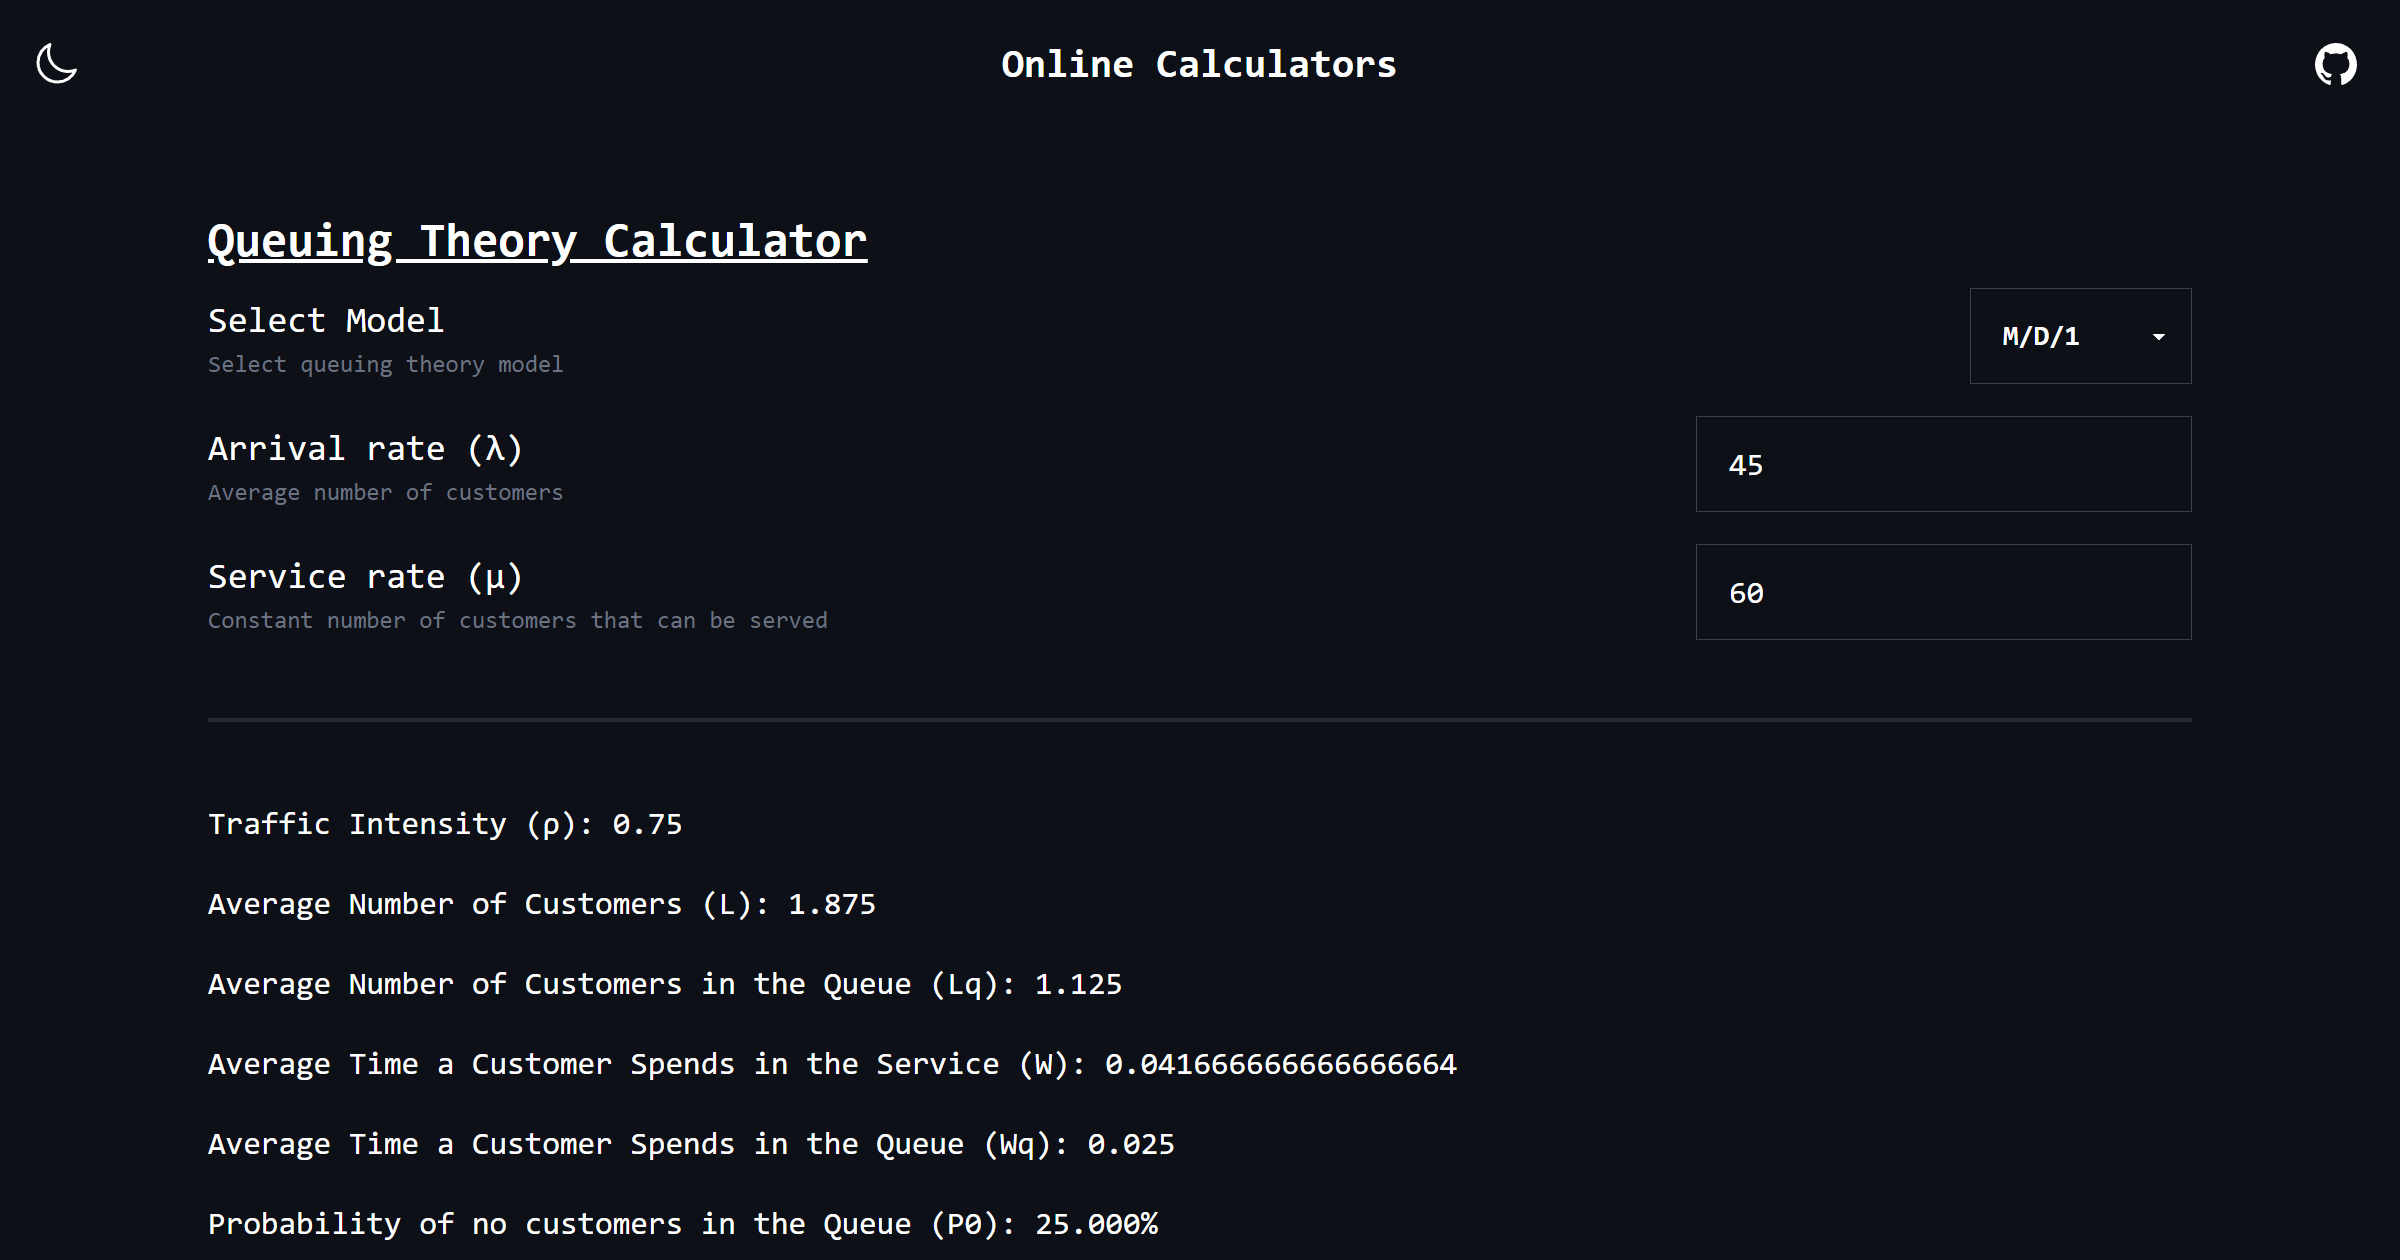 Online Calculators
Queuing Theory Calculator
Select Model
Select queuing theory model
M/D/1
Arrival rate (λ)
Average number of customers
45
Service rate (μ)
Constant number of customers that can be served
60
Traffic Intensity (ρ): 0.75
Average Number of Customers (L): 1.875
Average Number of Customers in the Queue (Lq): 1.125
Average Time a Customer Spends in the Service (W): 0.041666666666666664
Average Time a Customer Spends in the Queue (Wq): 0.025
Probability of no customers in the Queue (P0): 25.000%